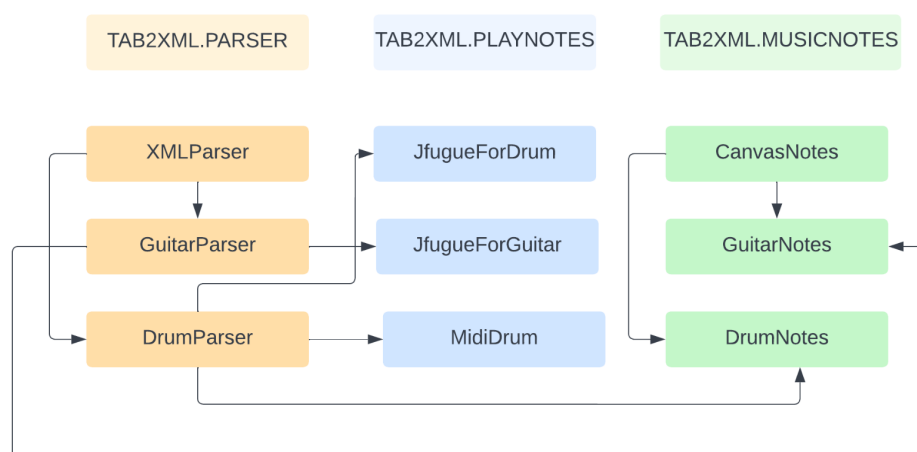 TAB2XML.PARSER
TAB2XML.PLAYNOTES
TAB2XML.MUSICNOTES
XMLParser
JfugueForDrum
CanvasNotes
GuitarParser
JfugueForGuitar
GuitarNotes
DrumParser
MidiDrum
DrumNotes